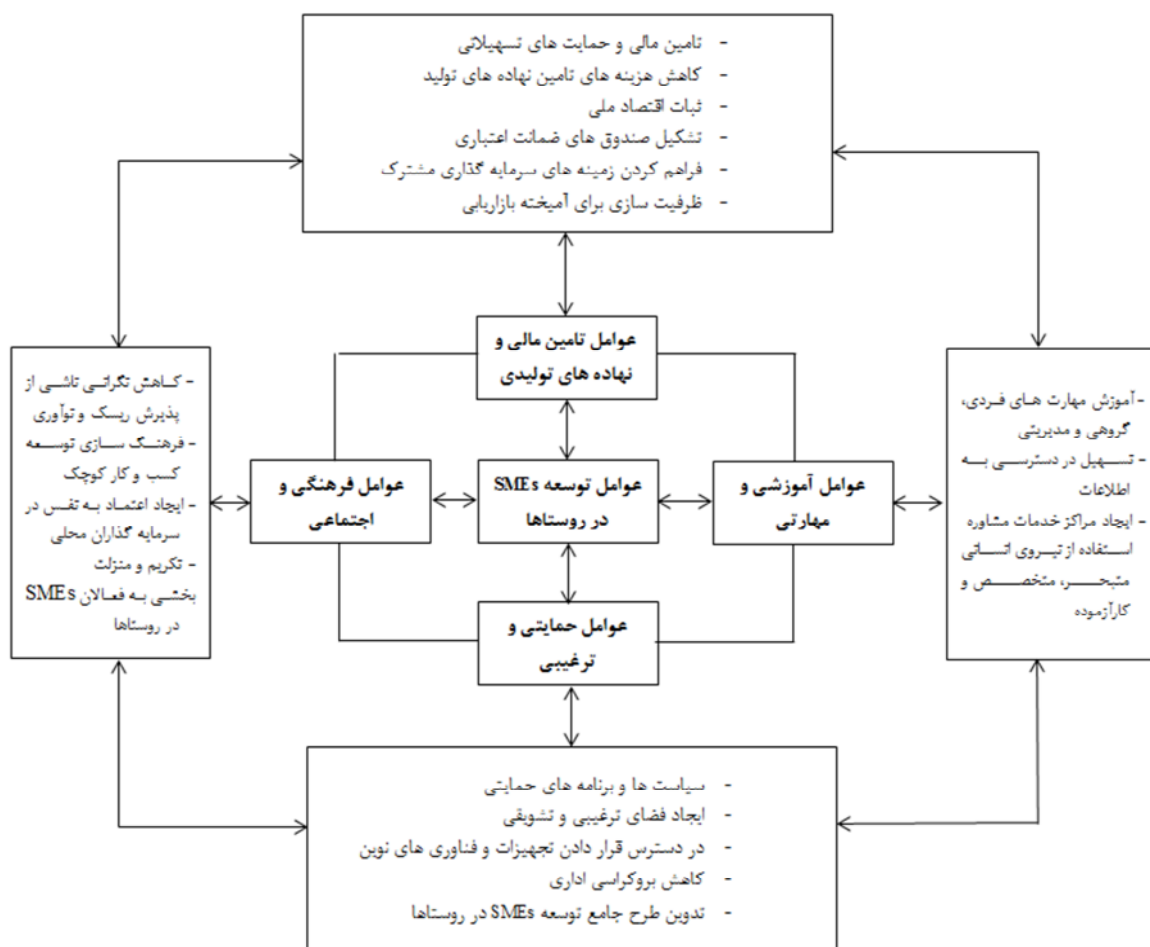 - تامین مالی و حمایت های تسهیلاتی
- کاهش هزینه های تامین نهاده های تولید
- ثبات اقتصاد ملی
- تشکیل صندوق های ضمانت اعتباری
- فراهم کردن زمینه های سرمایه گذاری مشترک
- ظرفیت سازی برای آمیخته بازاریابی
عوامل تامین مالی و
نهاده های تولیدی
- آموزش مهارت های فردی،
گروهی و مدیریتی
- تسهیل در دسترسی به
اطلاعات
- ایجاد مراکز خدمات مشاوره
استفاده از نیروی انسانی
متبحر، متخصص و
کارآزموده
عوامل آموزشی و
مهارتی
عوامل توسعه SMEs
در روستاها
عوامل فرهنگی و
اجتماعی
- کاهش نگرانی ناشی از
پذیرش ریسک و نوآوری
- فرهنگ سازی توسعه
کسب و کار کوچک
- ایجاد اعتماد به نفس در
سرمایه گذاران محلی
- تکریم و منزلت
بخشی به فعالان SMEs
در روستاها
عوامل حمایتی و
ترغیبی
- سیاست ها و برنامه های حمایتی
- ایجاد فضای ترغیبی و تشویقی
- در دسترس قرار دادن تجهیزات و فناوری های نوین
- کاهش بروکراسی اداری
- تدوین طرح جامع توسعه SMEs در روستاها